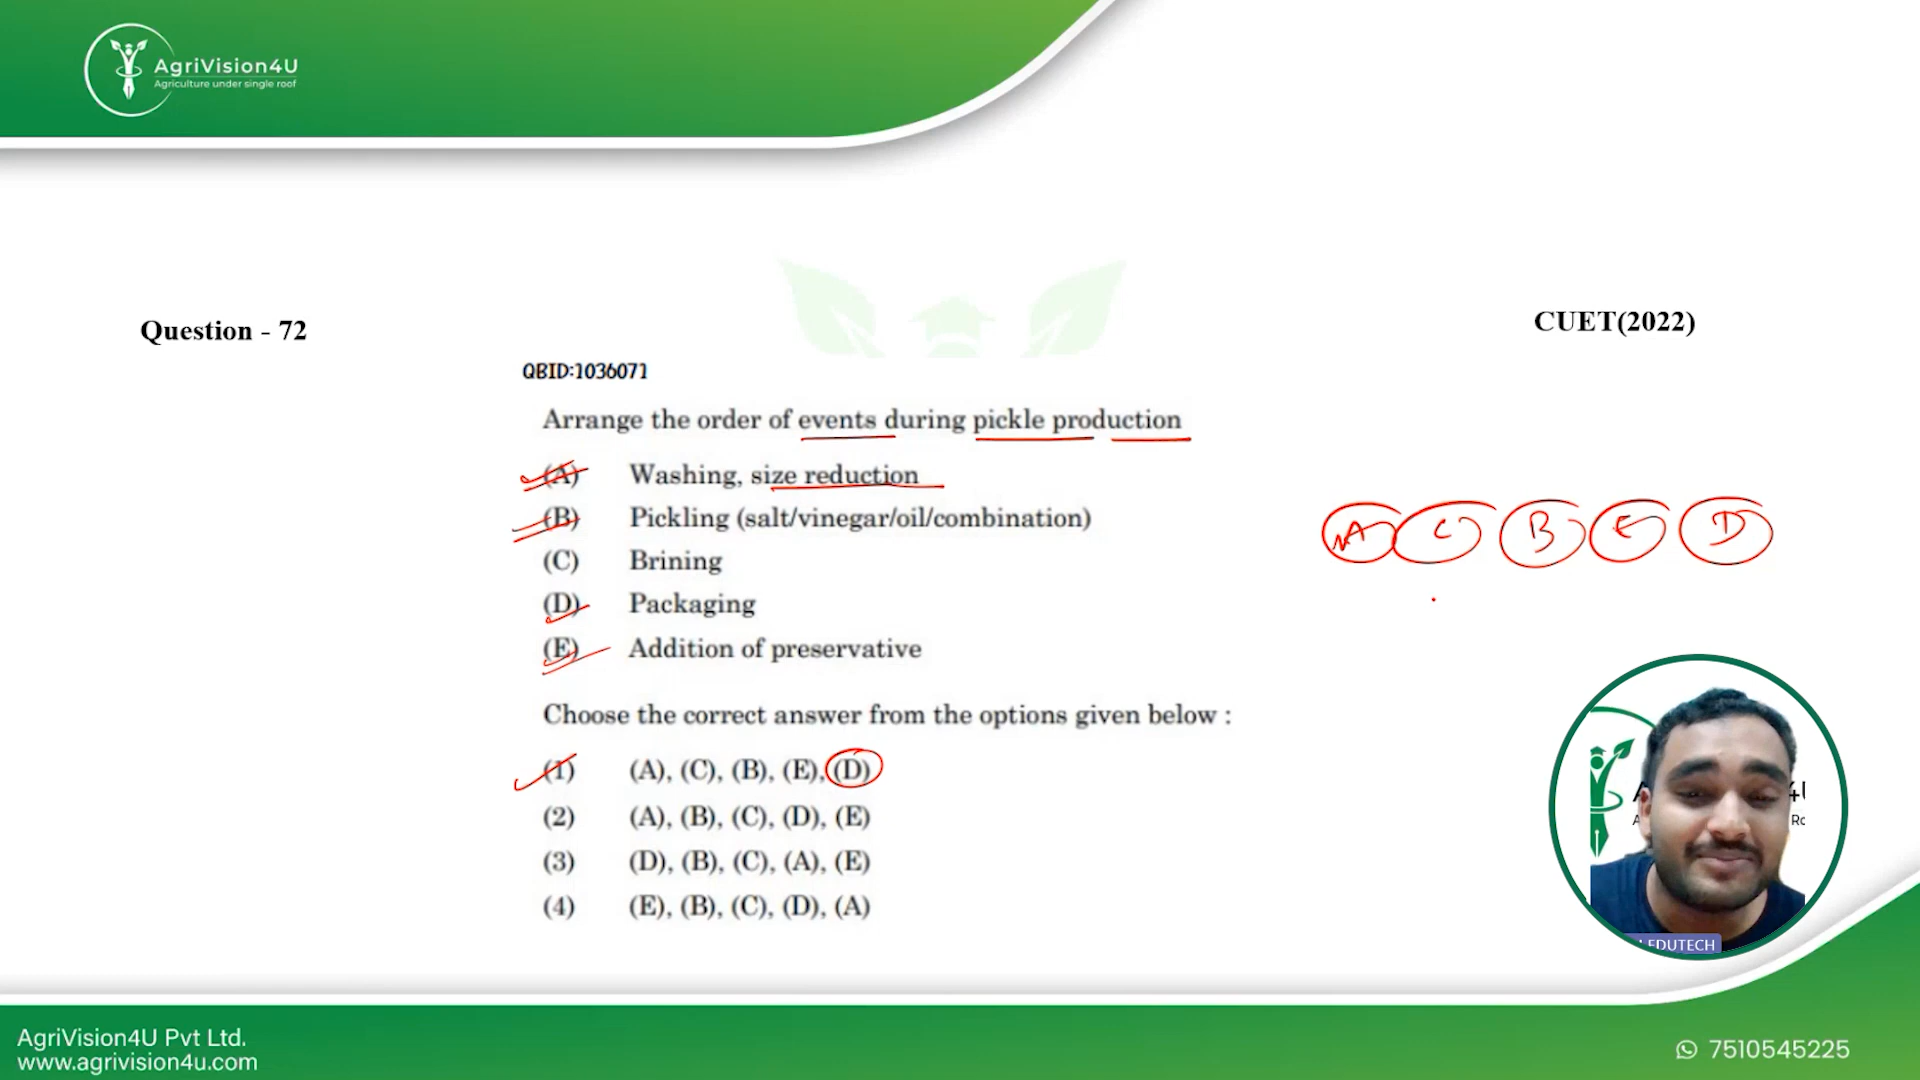 AgriVision4U
Agriculture under single roof
Question - 72
CUET(2022)
QBID:1036071
Arrange the order of events during pickle production
(A) Washing, size reduction
(B) Pickling (salt/vinegar/oil/combination)
(C) Brining
(D) Packaging
(E) Addition of preservative
A C B E D
Choose the correct answer from the options given below :
(1) (A), (C), (B), (E), (D)
(2) (A), (B), (C), (D), (E)
(3) (D), (B), (C), (A), (E)
(4) (E), (B), (C), (D), (A)
EDUTECH
AgriVision4U Pvt Ltd.
www.agrivision4u.com
7510545225